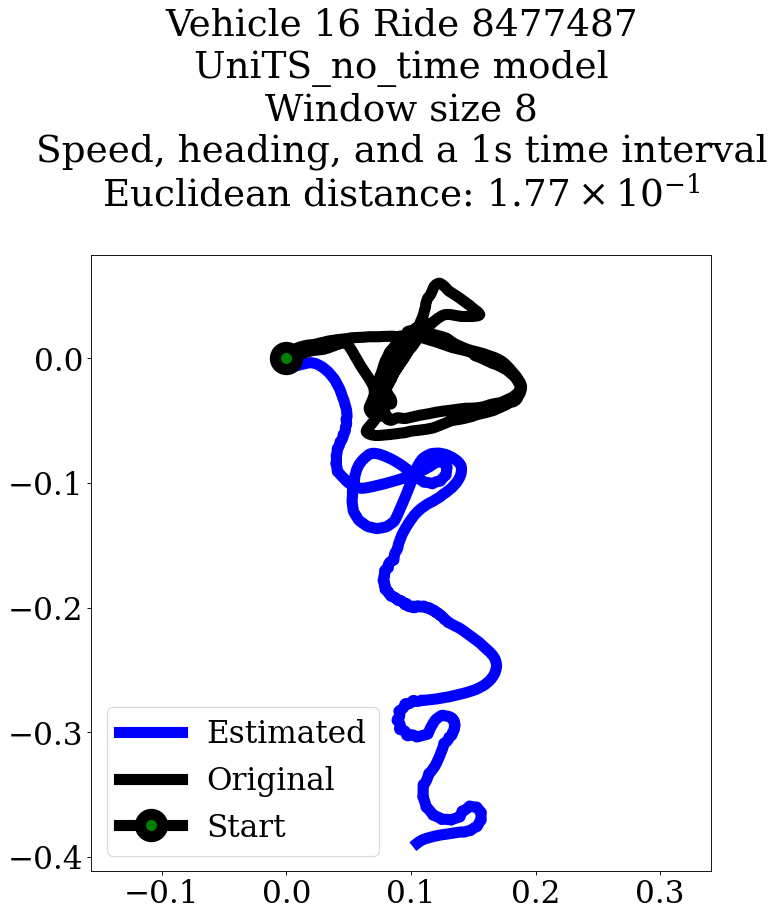 Vehicle 16 Ride 8477487
UniTS_no_time model
Window size 8
Speed, heading, and a 1s time interval
Euclidean distance: 1.77 × 10⁻¹
0.0
−0.1
−0.2
−0.3
−0.4
Estimated
Original
Start
−0.1 0.0 0.1 0.2 0.3